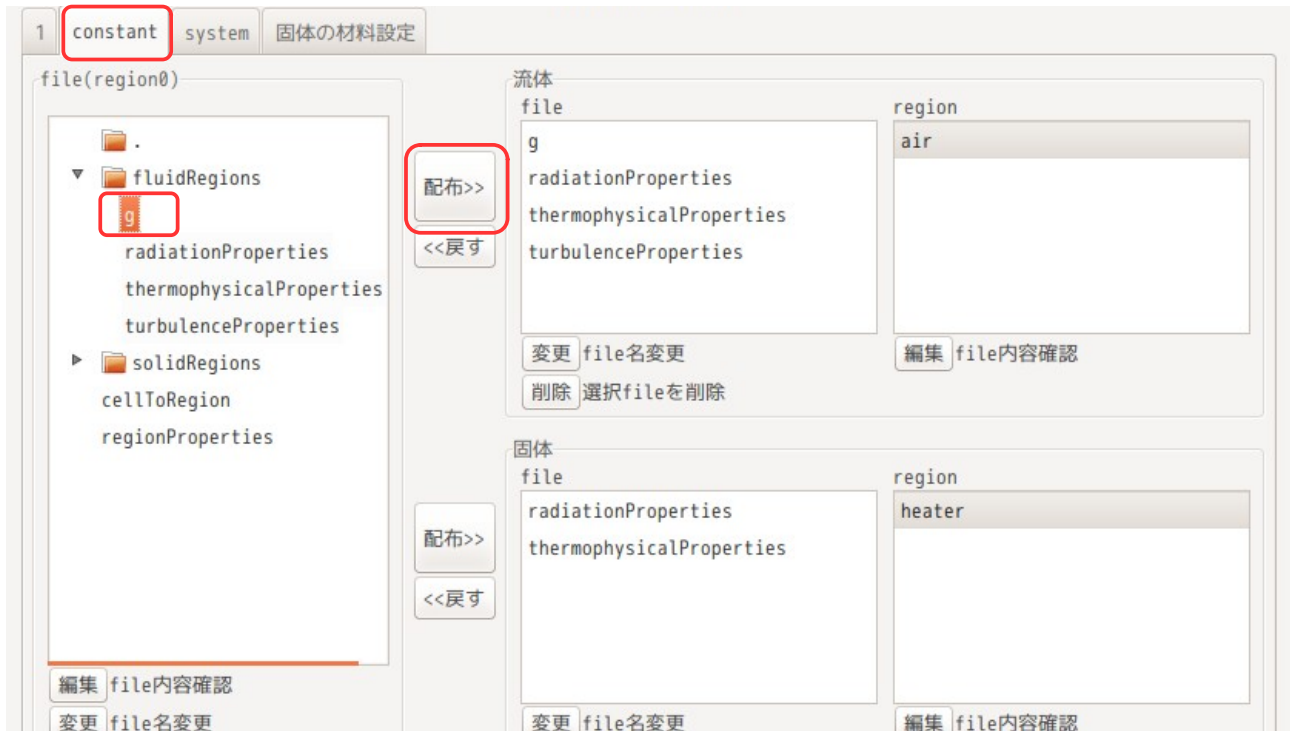 1 constant system 固体の材料設定
file(region0)
.
fluidRegions
g
radiationProperties
thermophysicalProperties
turbulenceProperties
solidRegions
cellToRegion
regionProperties
編集 file内容確認
変更 file名変更
配布>>
<<戻す
配布>>
<<戻す
流体
file
g
radiationProperties
thermophysicalProperties
turbulenceProperties
変更 file名変更
削除 選択fileを削除
region
air
編集 file内容確認
固体
file
radiationProperties
thermophysicalProperties
変更 file名変更
region
heater
編集 file内容確認